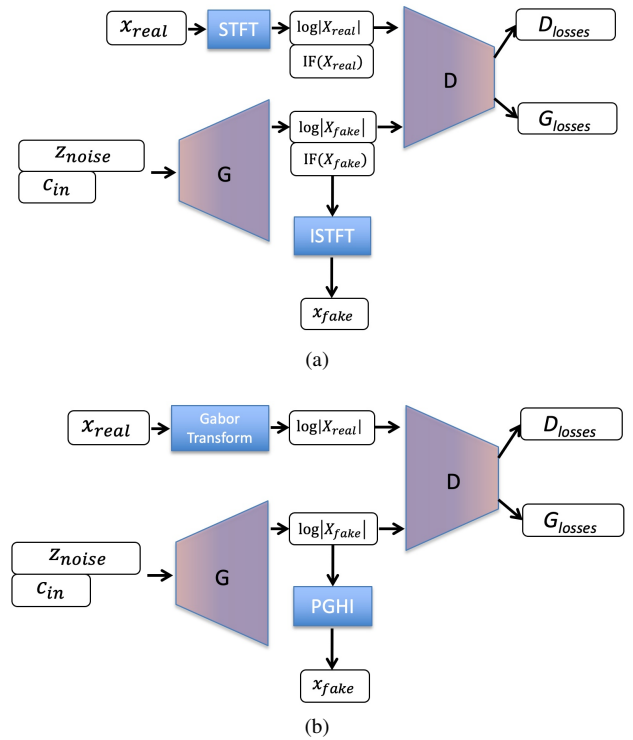 x_real
STFT
log|X_real|
IF(X_real)
D
D_losses
G_losses
z_noise
c_in
G
log|X_fake|
IF(X_fake)
ISTFT
x_fake
(a)
x_real
Gabor
Transform
log|X_real|
D
D_losses
G_losses
z_noise
c_in
G
log|X_fake|
PGHI
x_fake
(b)